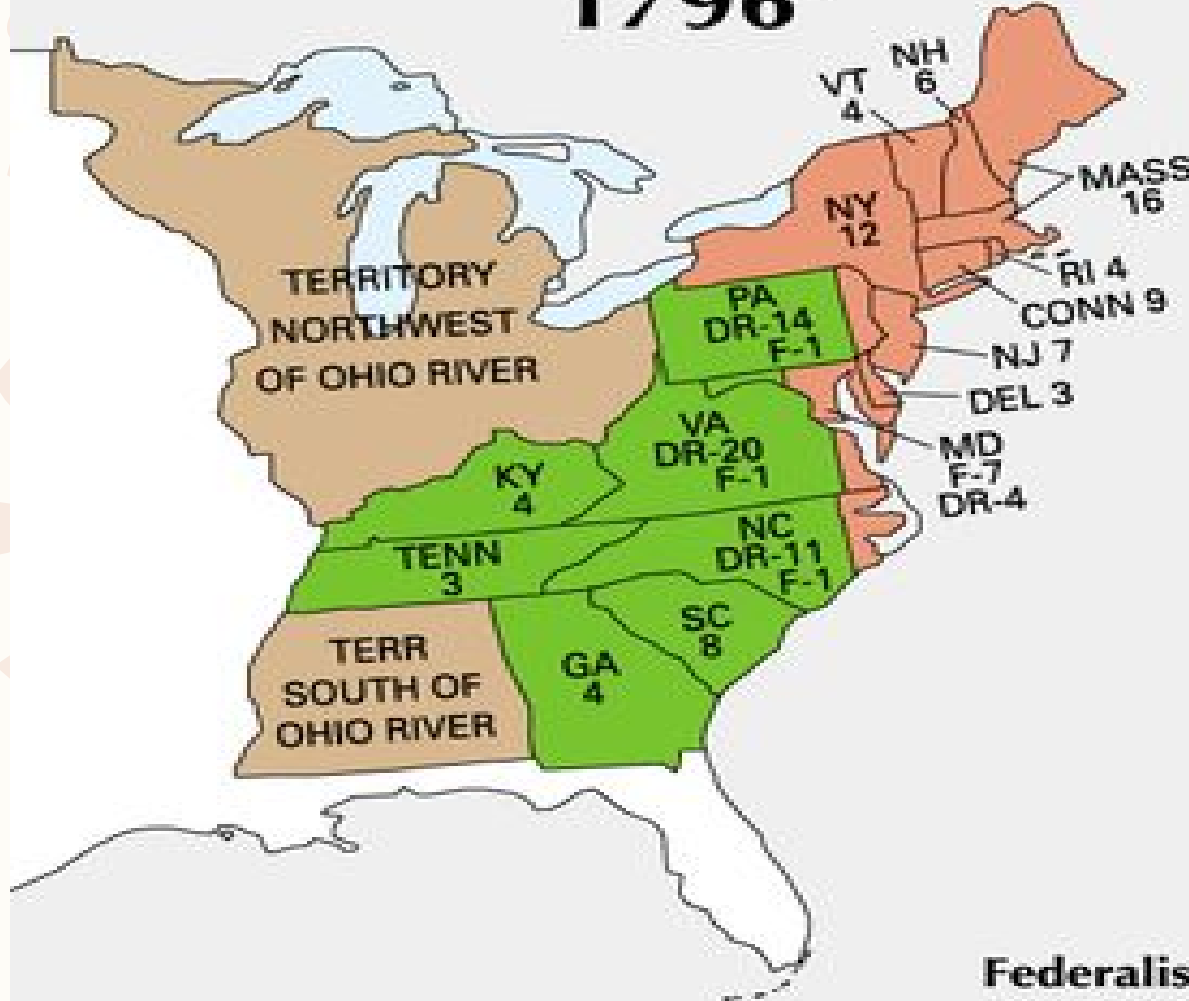 1796
NH
6
VT
4
MASS
16
NY
12
RI 4
CONN 9
NJ 7
DEL 3
MD
F-7
DR-4
TERRITORY
NORTHWEST
OF OHIO RIVER
PA
DR-14
F-1
VA
DR-20
F-1
KY
4
TENN
3
NC
DR-11
F-1
SC
8
GA
4
TERR
SOUTH OF
OHIO RIVER
Federalis